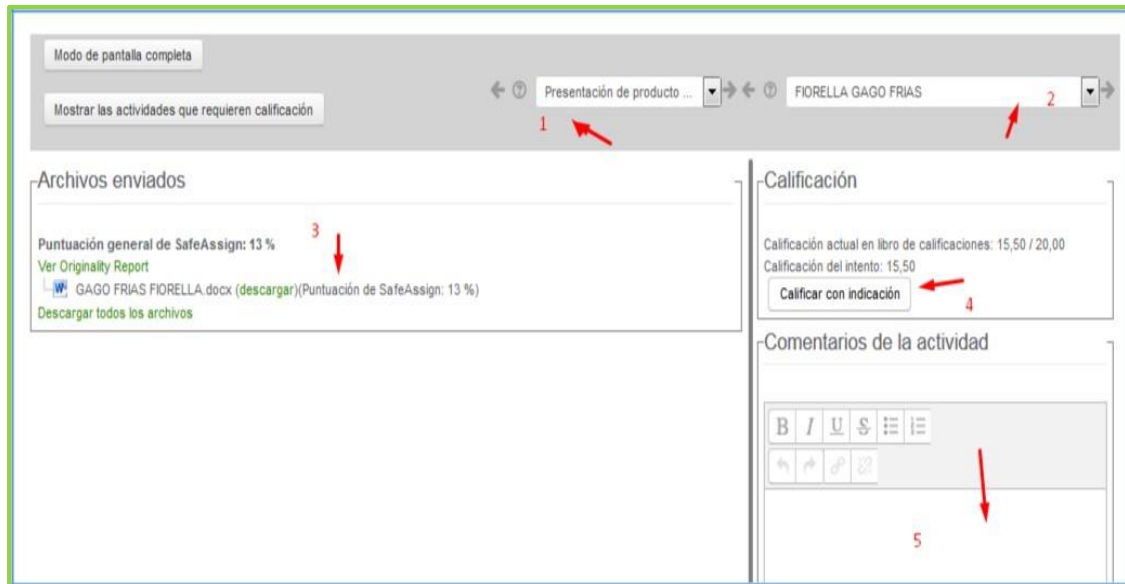 Modo de pantalla completa
Mostrar las actividades que requieren calificación
Presentación de producto ...
FIORELLA GAGO FRIAS
2
1
Archivos enviados
Puntuación general de SafeAssign: 13 %
3
Ver Originality Report
GAGO FRIAS FIORELLA.docx (descargar)(Puntuación de SafeAssign: 13 %)
Descargar todos los archivos
Calificación
Calificación actual en libro de calificaciones: 15,50 / 20,00
Calificación del intento: 15,50
Calificar con indicación
4
Comentarios de la actividad
B I U S
5